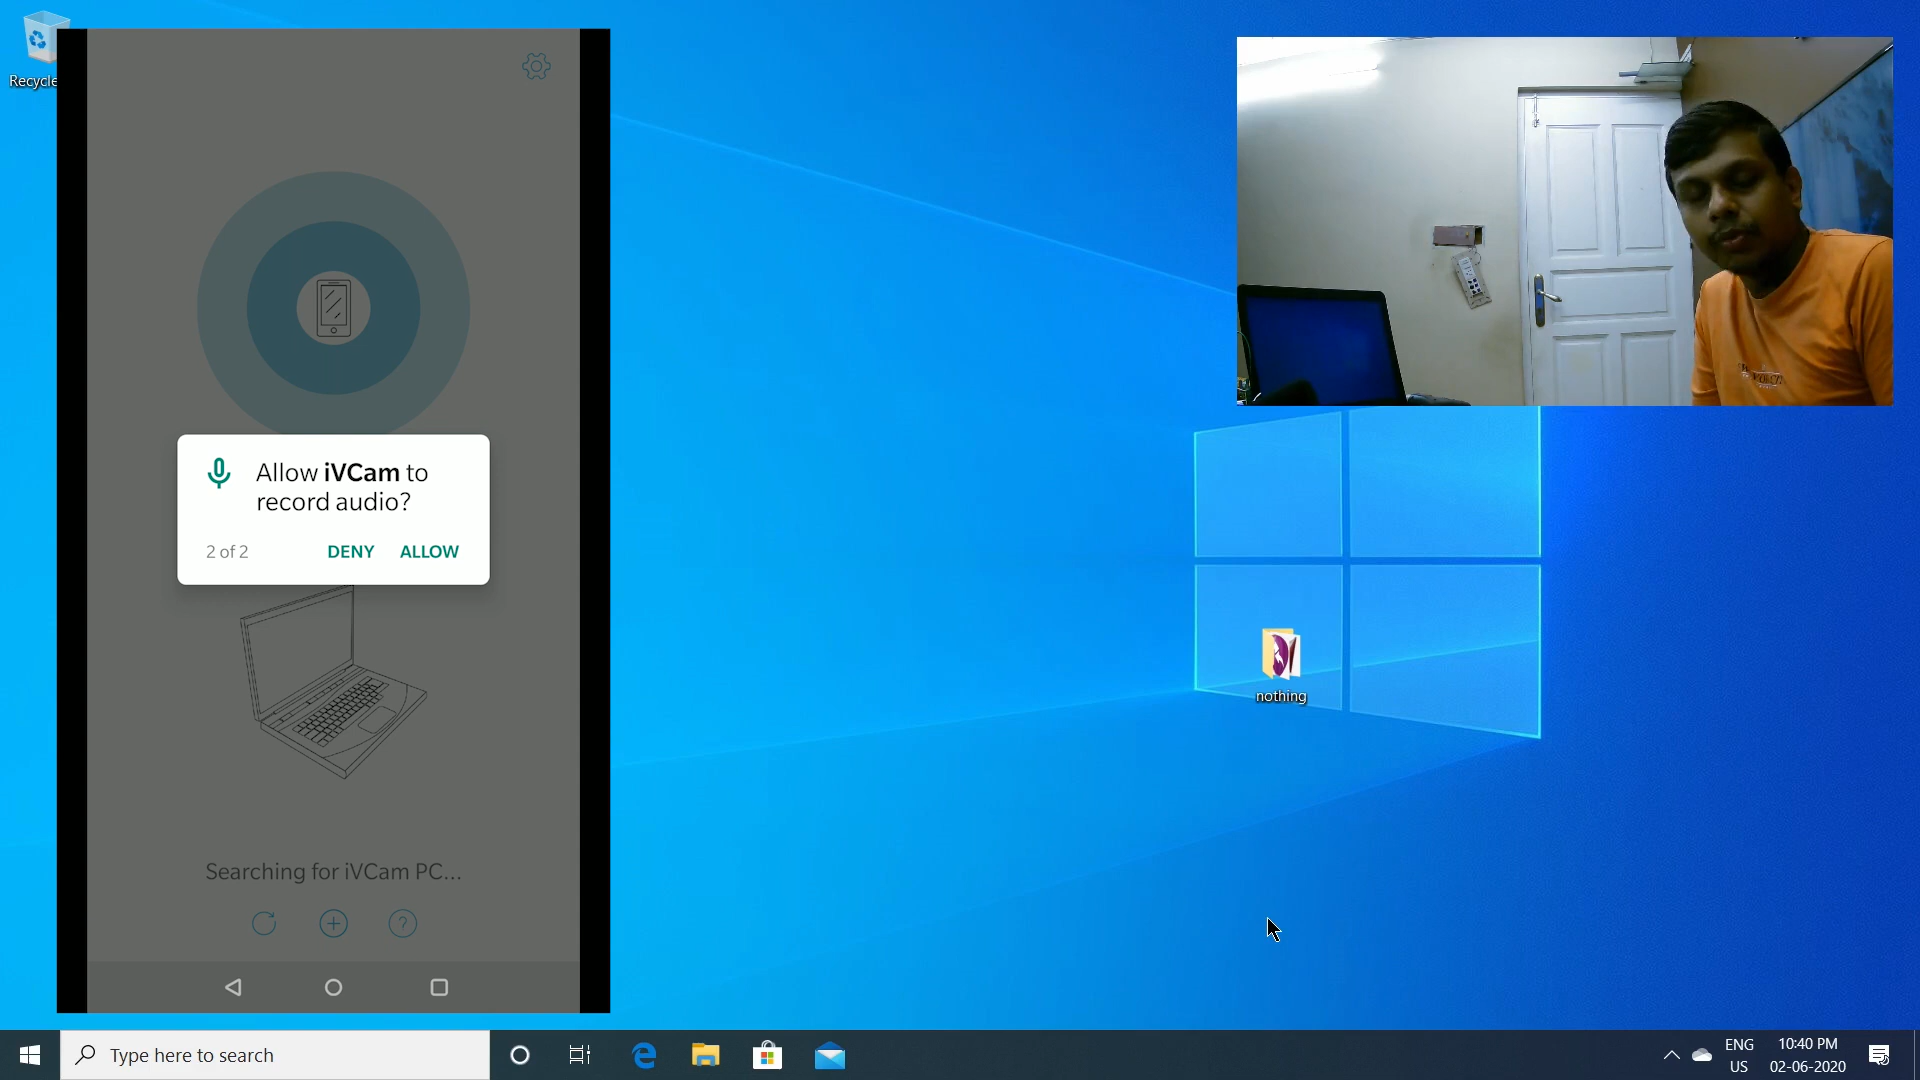 Recycle
Allow iVCam to
record audio?
2 of 2
DENY
ALLOW
Searching for iVCam PC...
nothing
Type here to search
ENG
US
10:40 PM
02-06-2020